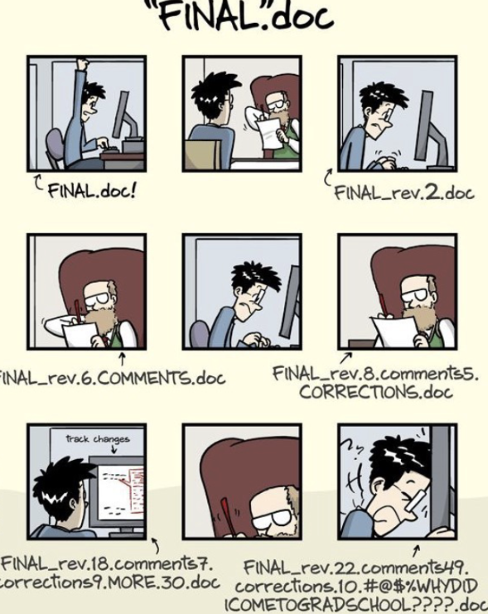 "FINAL".doc
FINAL.doc!
FINAL_rev.2.doc
FINAL_rev.6.COMMENTS.doc
FINAL_rev.8.comments5.
CORRECTIONS.doc
track changes
FINAL_rev.18.comments7.
corrections9.MORE.30.doc
FINAL_rev.22.comments49.
corrections.10.#@$%WHYDID
ICOMETOGRADSCHOOL????.doc